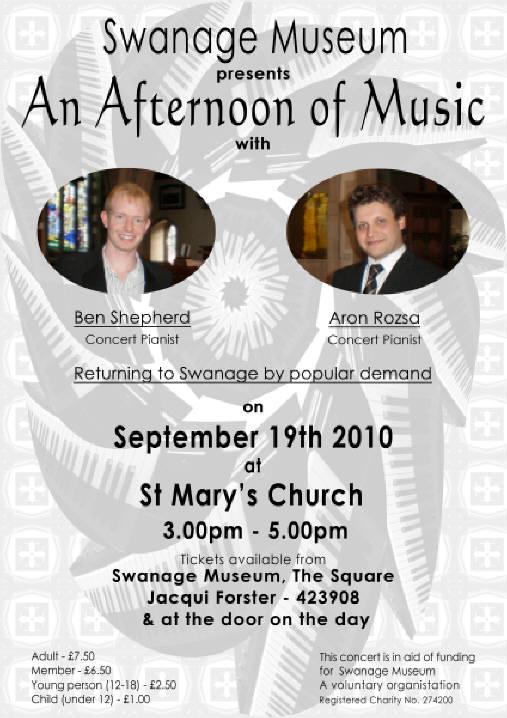 Swanage Museum
presents
An Afternoon of Music
with
Ben Shepherd
Concert Pianist
Aron Rozsa
Concert Pianist
Returning to Swanage by popular demand
on
September 19th 2010
at
St Mary's Church
3.00pm - 5.00pm
Tickets available from
Swanage Museum, The Square
Jacqui Forster - 423908
& at the door on the day
Adult - £7.50
Member - £6.50
Young person (12-18) - £2.50
Child (under 12) - £1.00
This concert is in aid of funding
for Swanage Museum
A voluntary organistation
Registered Charity No. 274200